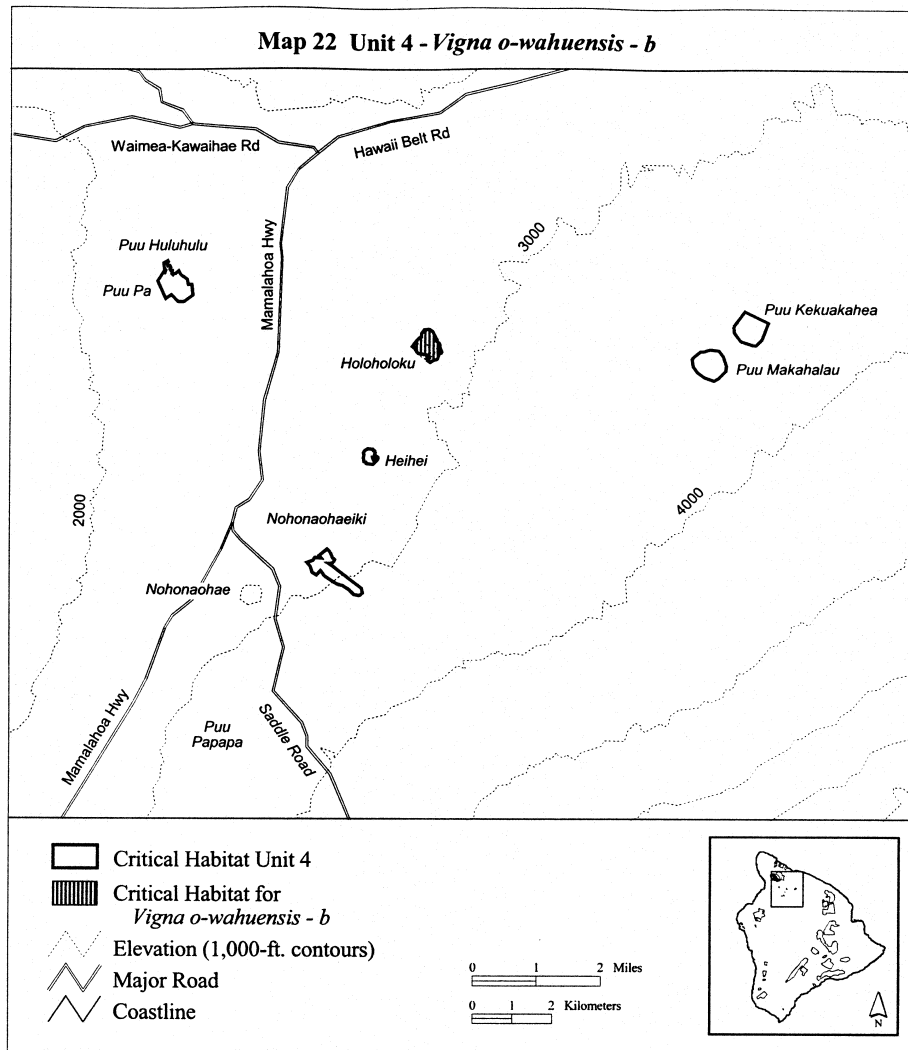 Map 22 Unit 4 - Vigna o-wahuensis - b
Waimea-Kawaihae Rd
Hawaii Belt Rd
Mamalahoa Hwy
3000
Puu Huluhulu
Puu Pa
Holoholoku
Puu Kekuakahea
Puu Makahalau
Heihei
2000
4000
Nohonaohaeiki
Nohonaohae
Mamalahoa Hwy
Puu
Papapa
Saddle Road
Critical Habitat Unit 4
Critical Habitat for
Vigna o-wahuensis - b
Elevation (1,000-ft. contours)
Major Road
Coastline
0 1 2 Miles
0 1 2 Kilometers
N